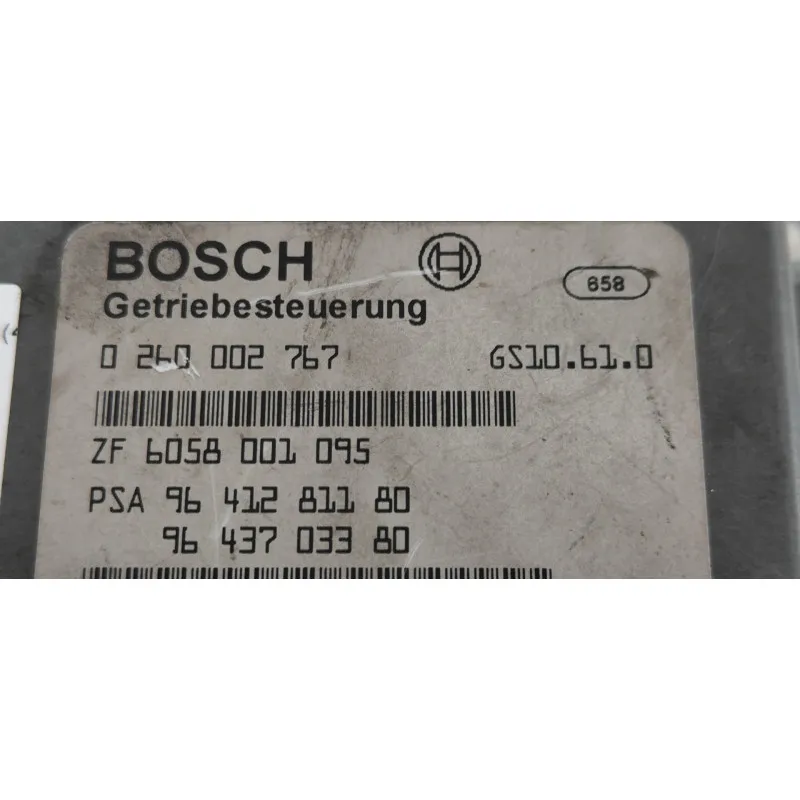 BOSCH
658
Getriebesteuerung
0 260 002 767 GS10.61.0
ZF 6058 001 095
PSA 96 412 811 80
96 437 033 80